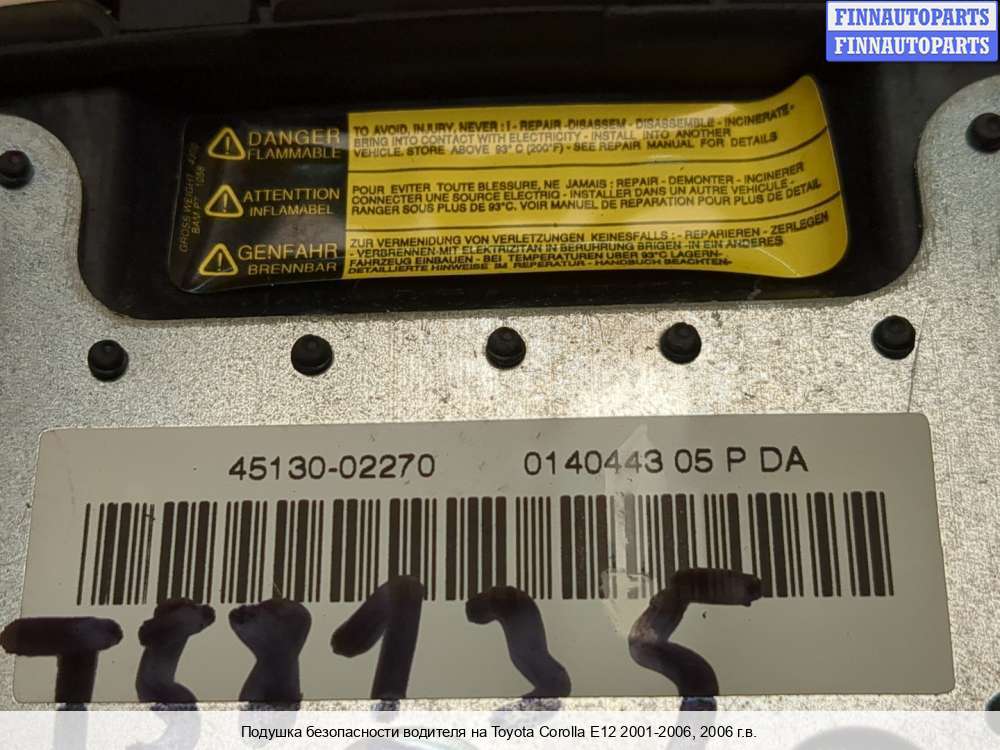 FINNAUTOPARTS
FINNAUTOPARTS
DANGER
FLAMMABLE
TO AVOID, INJURY, NEVER : I - REPAIR -DISASSEM - DISASSEMBLE - INCINERATE -
BRING INTO CONTACT WITH ELECTRICITY - INSTALL INTO ANOTHER
VEHICLE, STORE ABOVE 93° C (200°F) - SEE REPAIR MANUAL FOR DETAILS
ATTENTTION
INFLAMABEL
POUR EVITER TOUTE BLESSURE, NE JAMAIS : REPAIR - DEMONTER - INCINERER
CONNECTER UNE SOURCE ELECTRIQ - INSTALLER DANS UN AUTRE VEHICULE -
RANGER SOUS PLUS DE 93°C. VOIR MANUEL DE REPARATION POUR PLUS DE DETAIL
GENFAHR
BRENNBAR
ZUR VERMENIDUNG VON VERLETZUNGEN KEINESFALLS : - REPARIEREN - ZERLEGEN
- VERBRENNEN MIT ELEKTRIZITAN IN BERUHRUNG BRIGEN -IN EIN ANDERES
FAHRZEUG EINBAUEN - BEI TEMPERATUREN UBER 93°C LAGERN-
DETAILLIERTE HINWEISE IM REPERATUR - HANDBUCH BEACHTEN-
GROSS WEIGHT
BAM
45130-02270 0140443 05 P DA
Подушка безопасности водителя на Toyota Corolla E12 2001-2006, 2006 г.в.